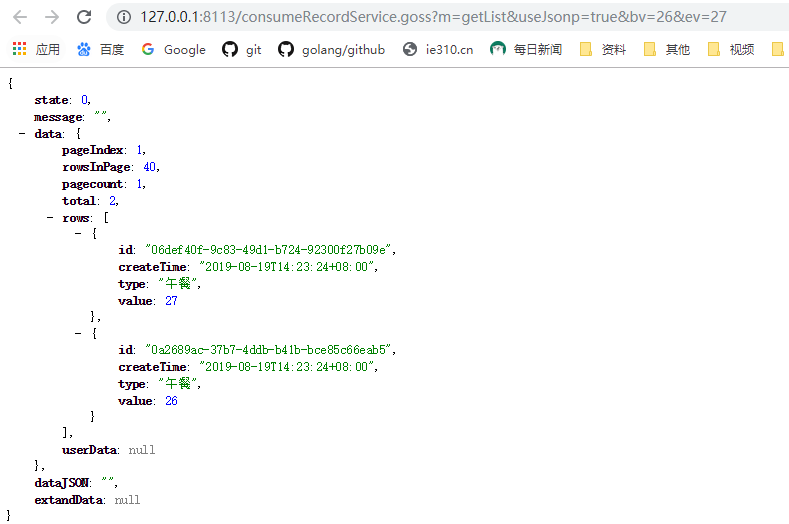 127.0.0.1:8113/consumeRecordService.goss?m=getList&useJsonp=true&bv=26&ev=27
应用 百度 Google git golang/github ie310.cn 每日新闻 资料 其他 视频
{
state: 0,
message: "",
- data: {
pageIndex: 1,
rowsInPage: 40,
pagecount: 1,
total: 2,
- rows: [
- {
id: "06def40f-9c83-49d1-b724-92300f27b09e",
createTime: "2019-08-19T14:23:24+08:00",
type: "午餐",
value: 27
},
- {
id: "0a2689ac-37b7-4ddb-b41b-bce85c66eab5",
createTime: "2019-08-19T14:23:24+08:00",
type: "午餐",
value: 26
}
],
userData: null
},
dataJSON: "",
extandData: null
}